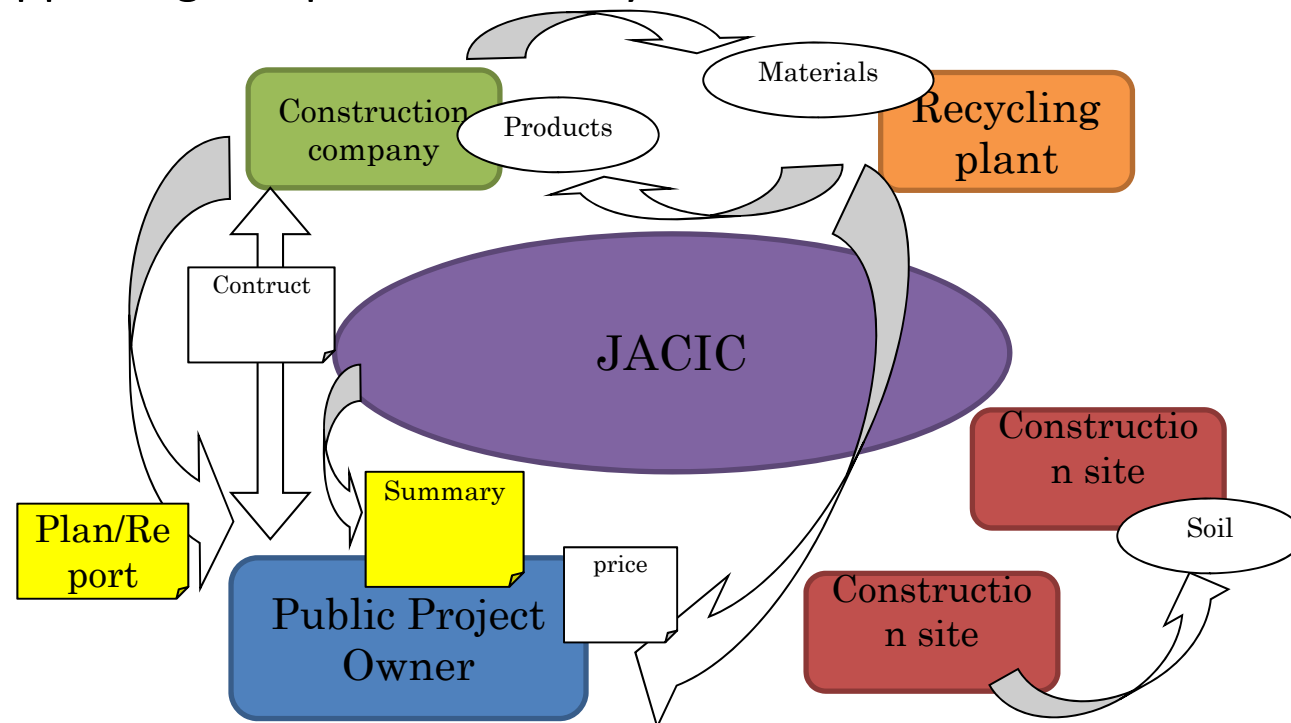 Materials
Construction
company
Products
Recycling
plant
Contruct
JACIC
Constructio
n site
Summary
Plan/Re
port
Soil
price
Public Project
Owner
Constructio
n site